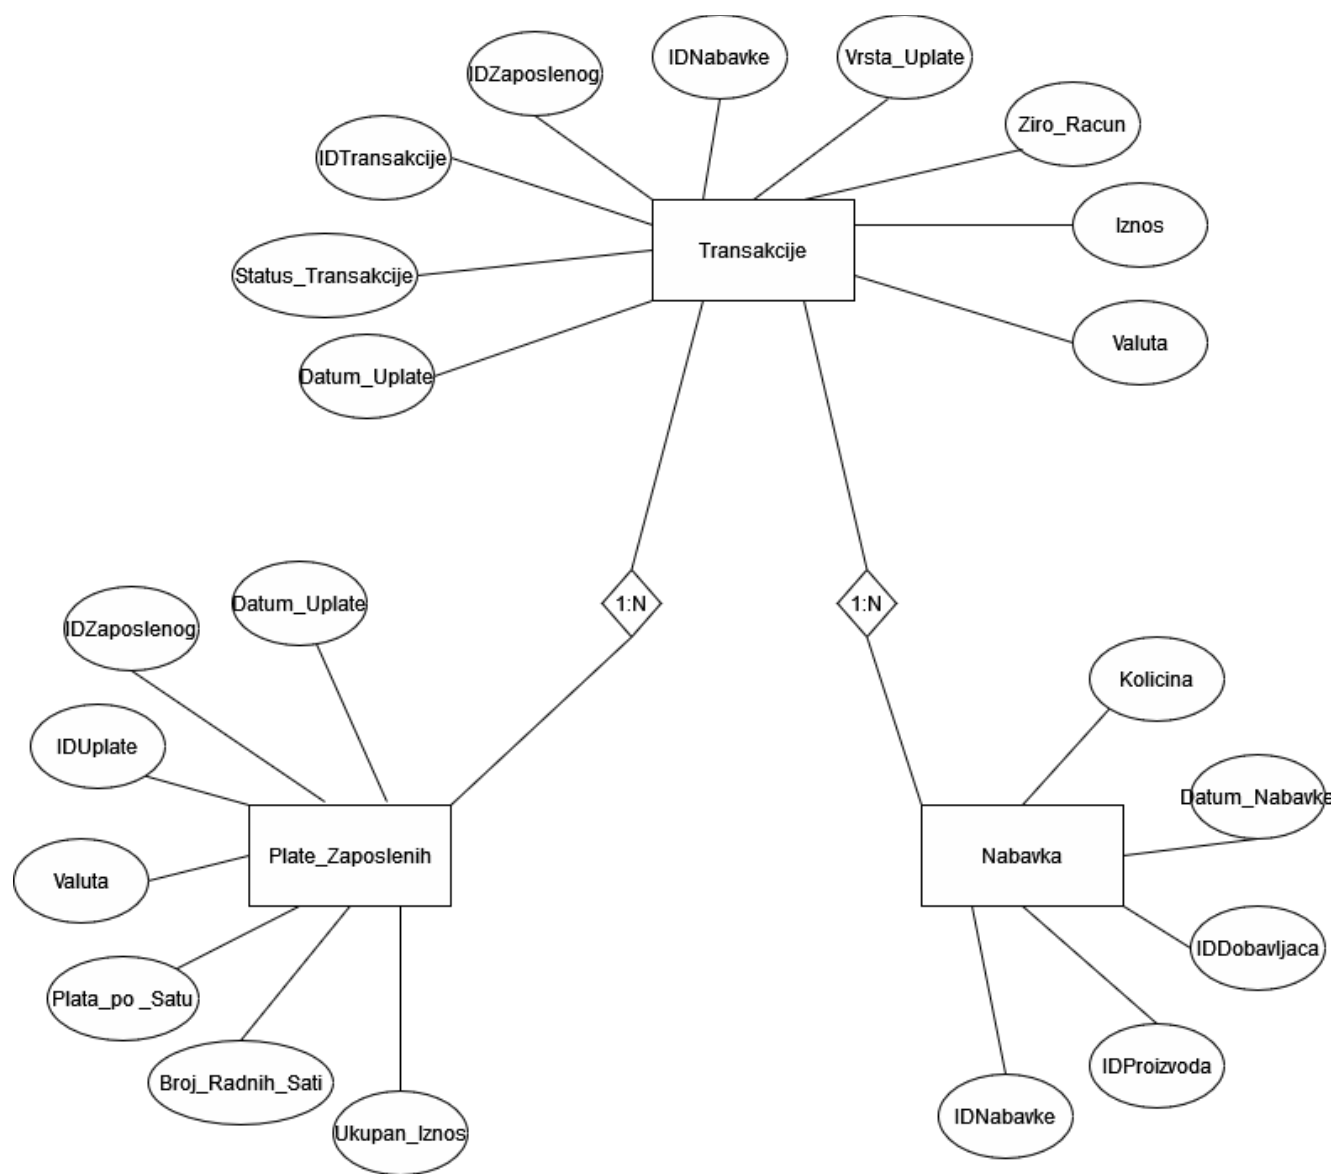 IDZaposlenog
IDNabavke
Vrsta_Uplate
Ziro_Racun
IDTransakcije
Iznos
Transakcije
Status_Transakcije
Valuta
Datum_Uplate
1:N
1:N
Datum_Uplate
IDZaposlenog
Kolicina
IDUplate
Datum_Nabavke
Plate_Zaposlenih
Nabavka
Valuta
IDDobavljaca
Plata_po _Satu
IDProizvoda
Broj_Radnih_Sati
IDNabavke
Ukupan_Iznos